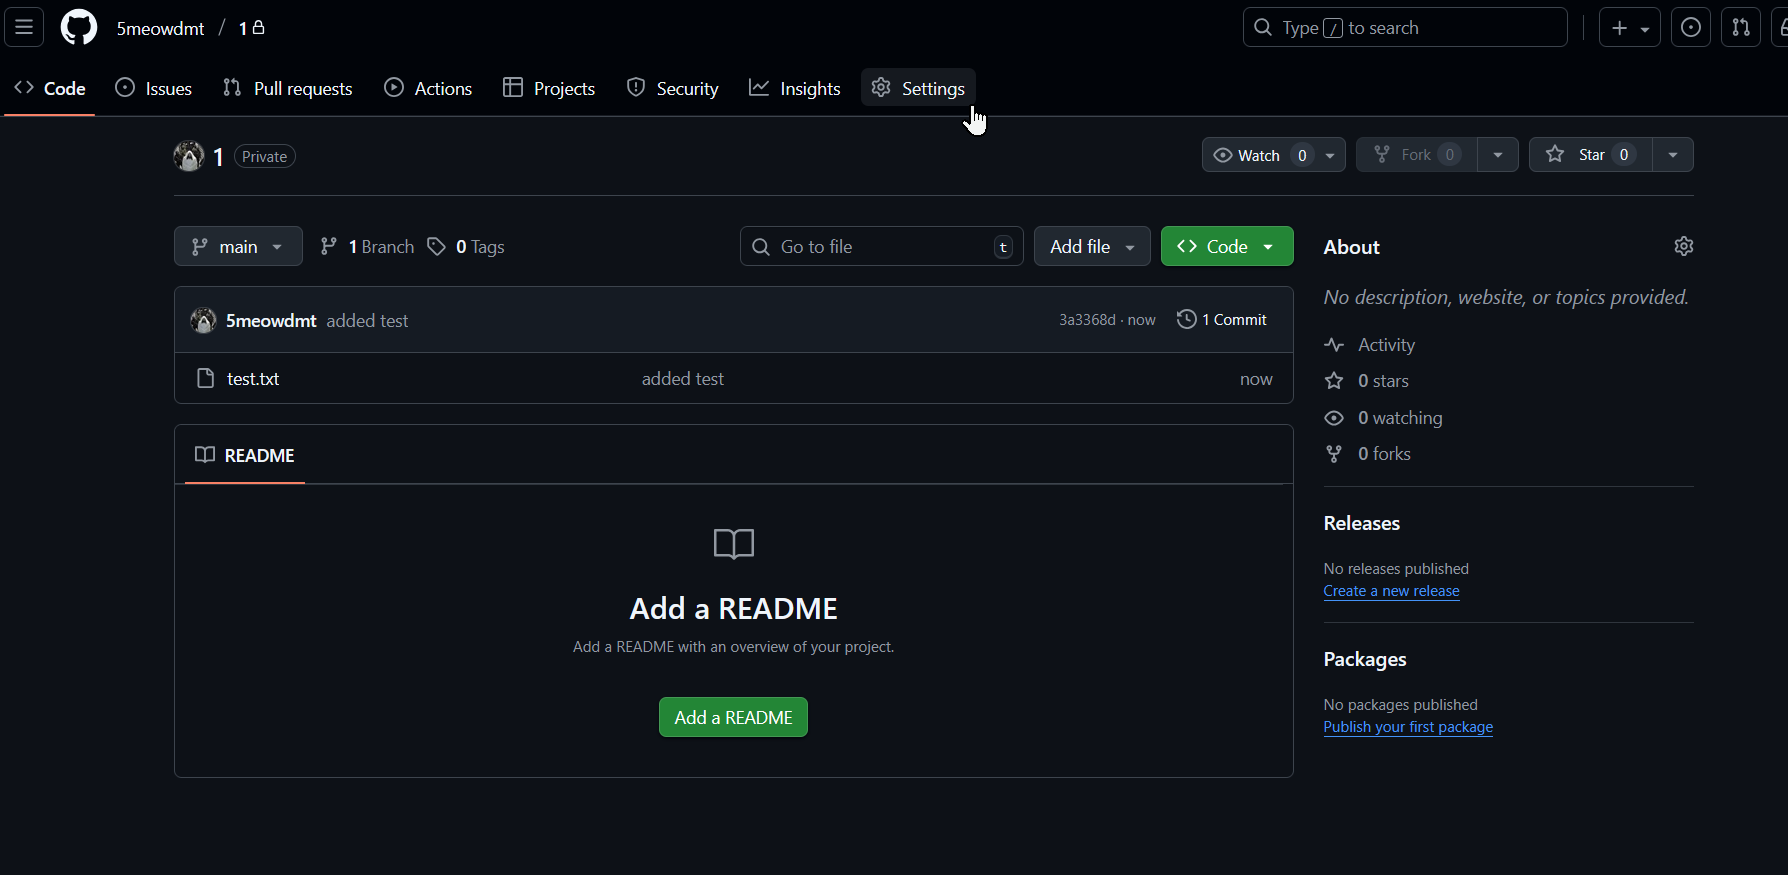 5meowdmt / 1
Type / to search
Code Issues Pull requests Actions Projects Security Insights Settings
1 Private
Watch 0 Fork 0 Star 0
main 1 Branch 0 Tags Go to file t Add file Code
5meowdmt added test 3a3368d · now 1 Commit
test.txt added test now
README
Add a README
Add a README with an overview of your project.
Add a README
About
No description, website, or topics provided.
Activity
0 stars
0 watching
0 forks
Releases
No releases published
Create a new release
Packages
No packages published
Publish your first package